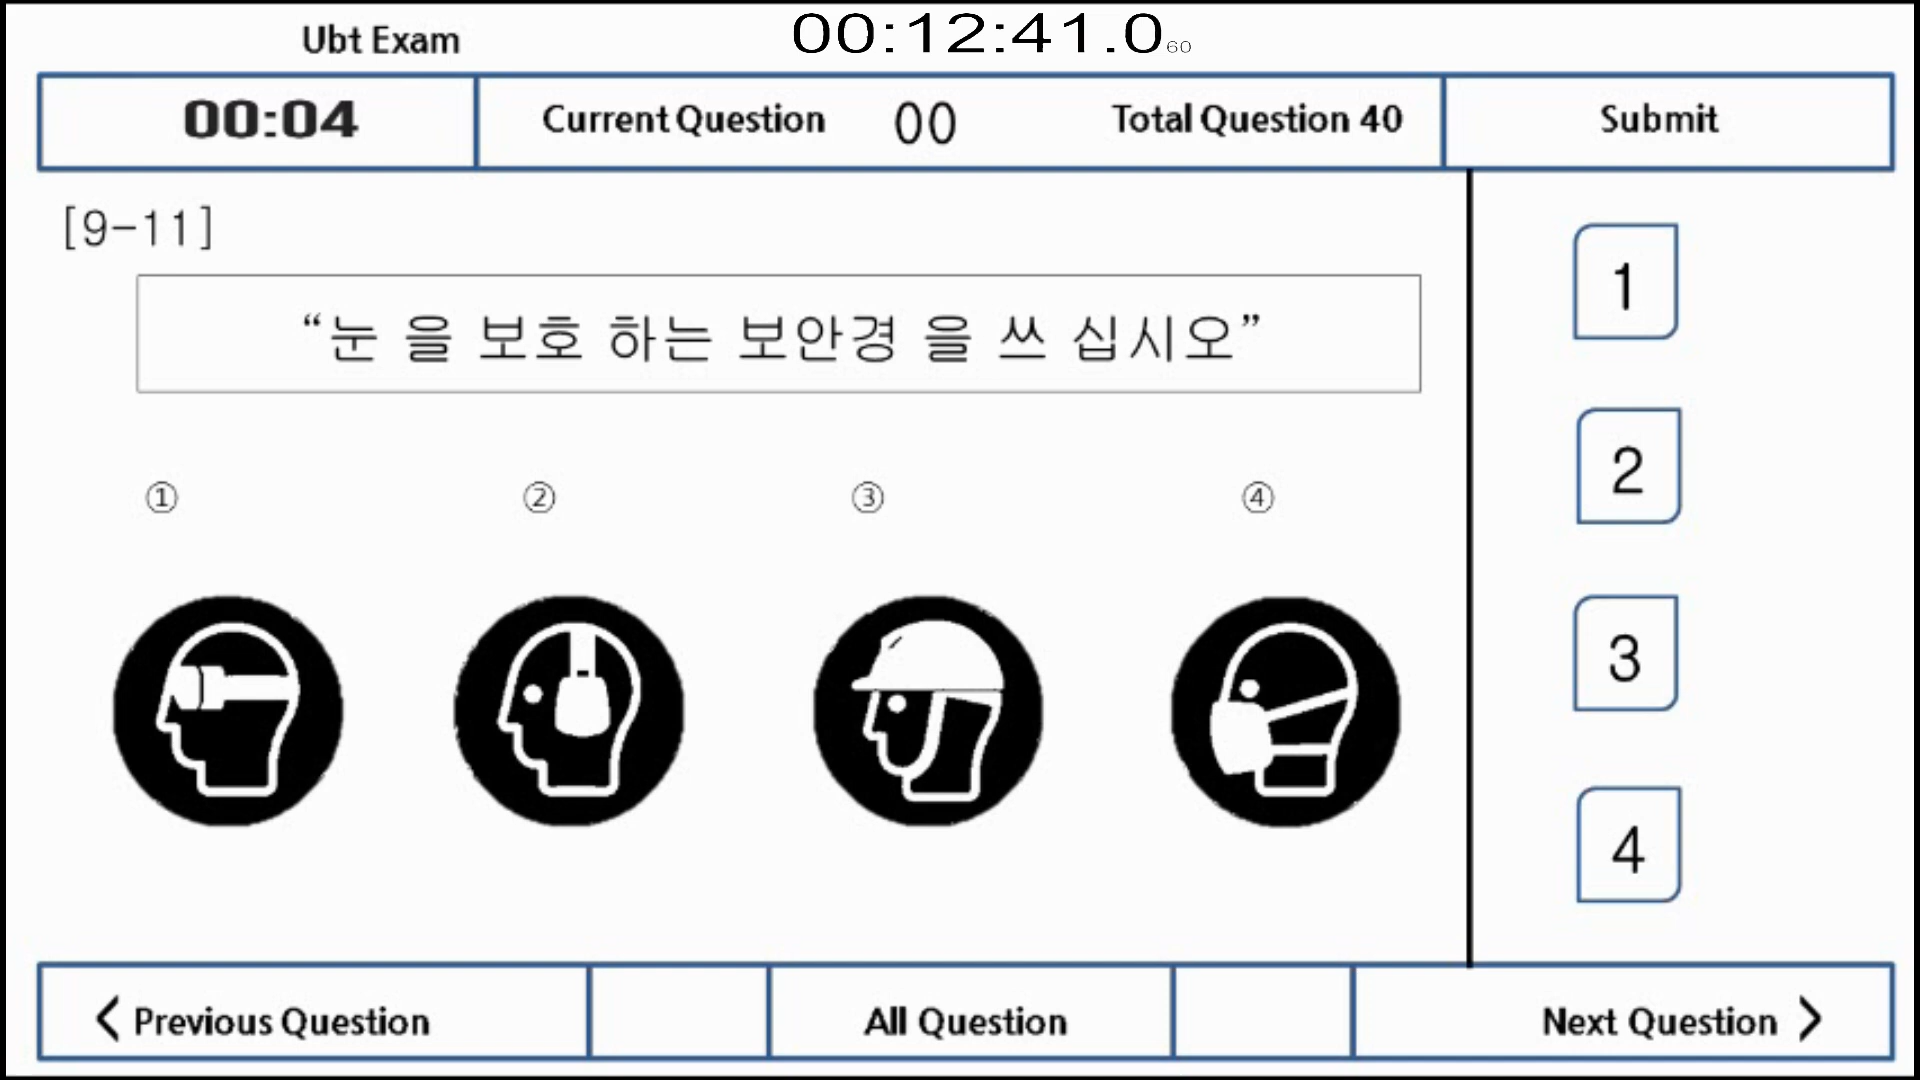 Ubt Exam 00:12:41.0 60
00:04 Current Question 00 Total Question 40 Submit
[9-11]
“눈 을 보호 하는 보안경 을 쓰 십시오”
① ② ③ ④
1
2
3
4
< Previous Question All Question Next Question >